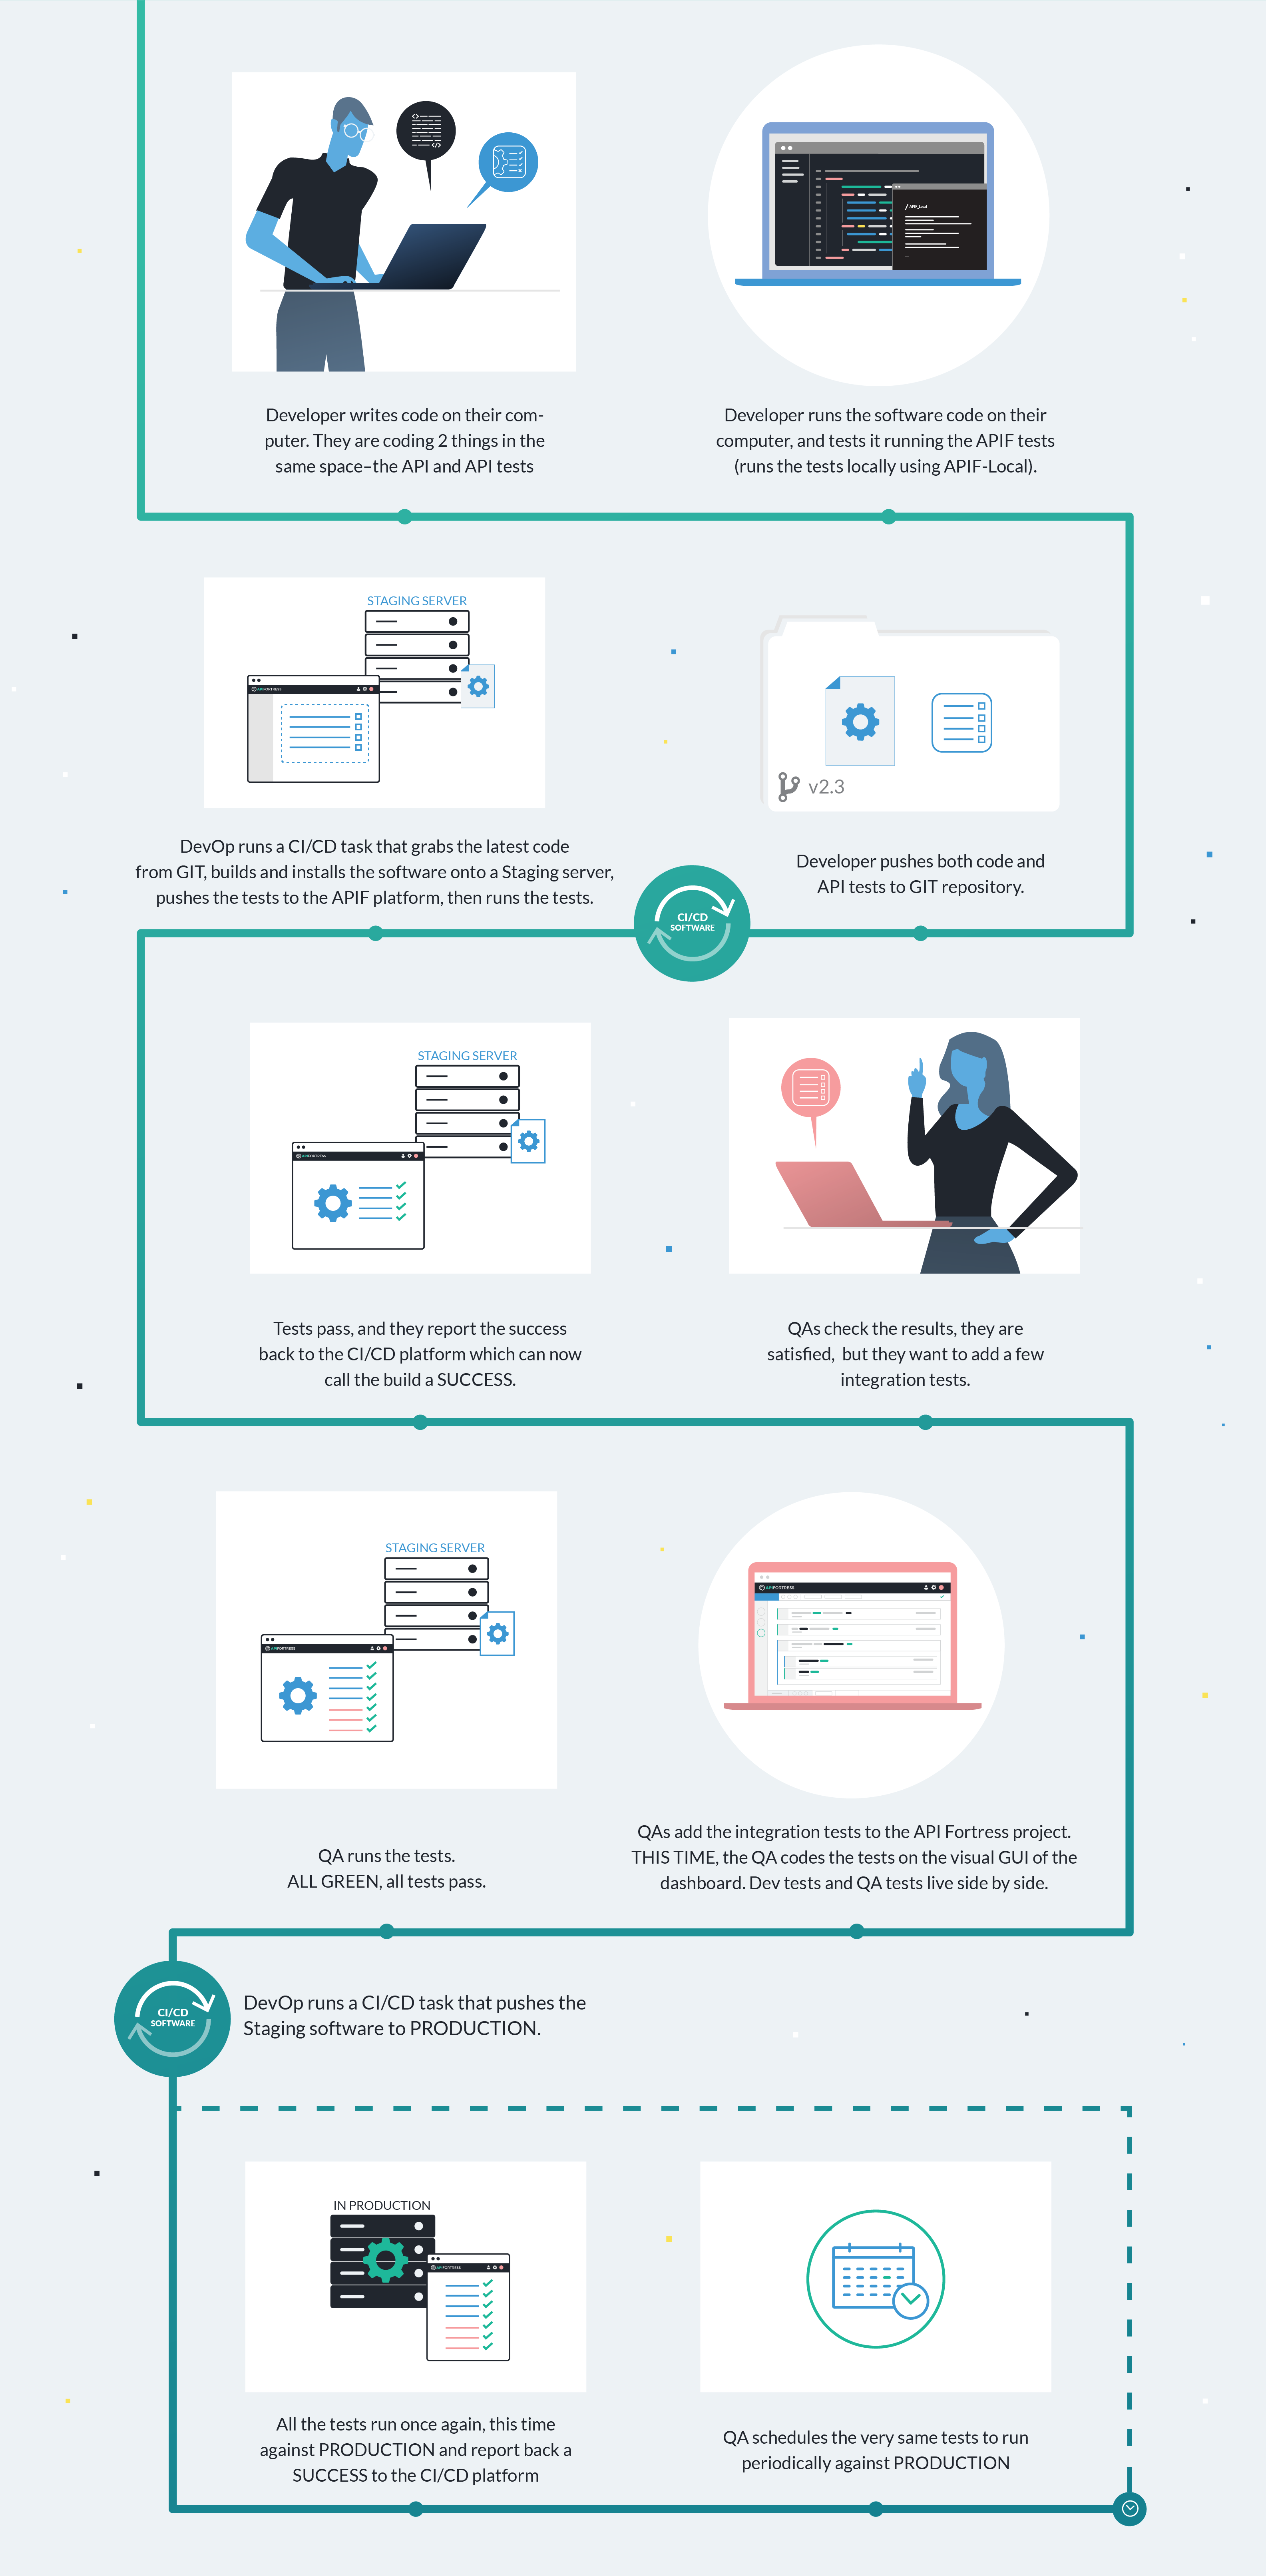 Developer writes code on their com-
puter. They are coding 2 things in the
same space–the API and API tests
/ APIF_Local
Developer runs the software code on their
computer, and tests it running the APIF tests
(runs the tests locally using APIF-Local).
v2.3
Developer pushes both code and
API tests to GIT repository.
CI/CD
SOFTWARE
STAGING SERVER
APIFORTRESS
DevOp runs a CI/CD task that grabs the latest code
from GIT, builds and installs the software onto a Staging server,
pushes the tests to the APIF platform, then runs the tests.
STAGING SERVER
APIFORTRESS
Tests pass, and they report the success
back to the CI/CD platform which can now
call the build a SUCCESS.
QAs check the results, they are
satisfied,  but they want to add a few
integration tests.
APIFORTRESS
QAs add the integration tests to the API Fortress project.
THIS TIME, the QA codes the tests on the visual GUI of the
dashboard. Dev tests and QA tests live side by side.
STAGING SERVER
APIFORTRESS
QA runs the tests.
ALL GREEN, all tests pass.
CI/CD
SOFTWARE
DevOp runs a CI/CD task that pushes the
Staging software to PRODUCTION.
IN PRODUCTION
APIFORTRESS
All the tests run once again, this time
against PRODUCTION and report back a
SUCCESS to the CI/CD platform
QA schedules the very same tests to run
periodically against PRODUCTION